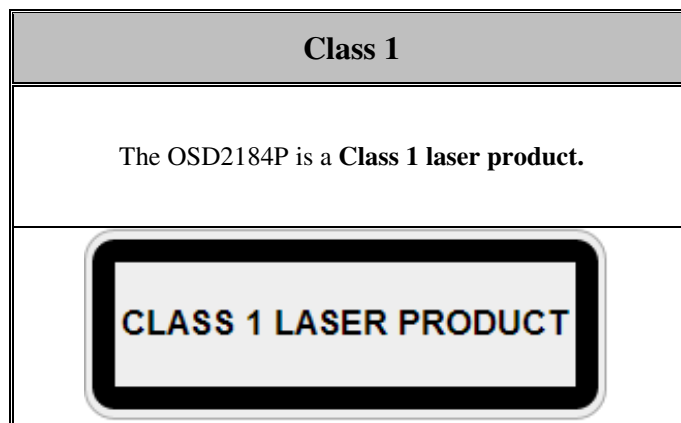 Class 1
The OSD2184P is a Class 1 laser product.
CLASS 1 LASER PRODUCT